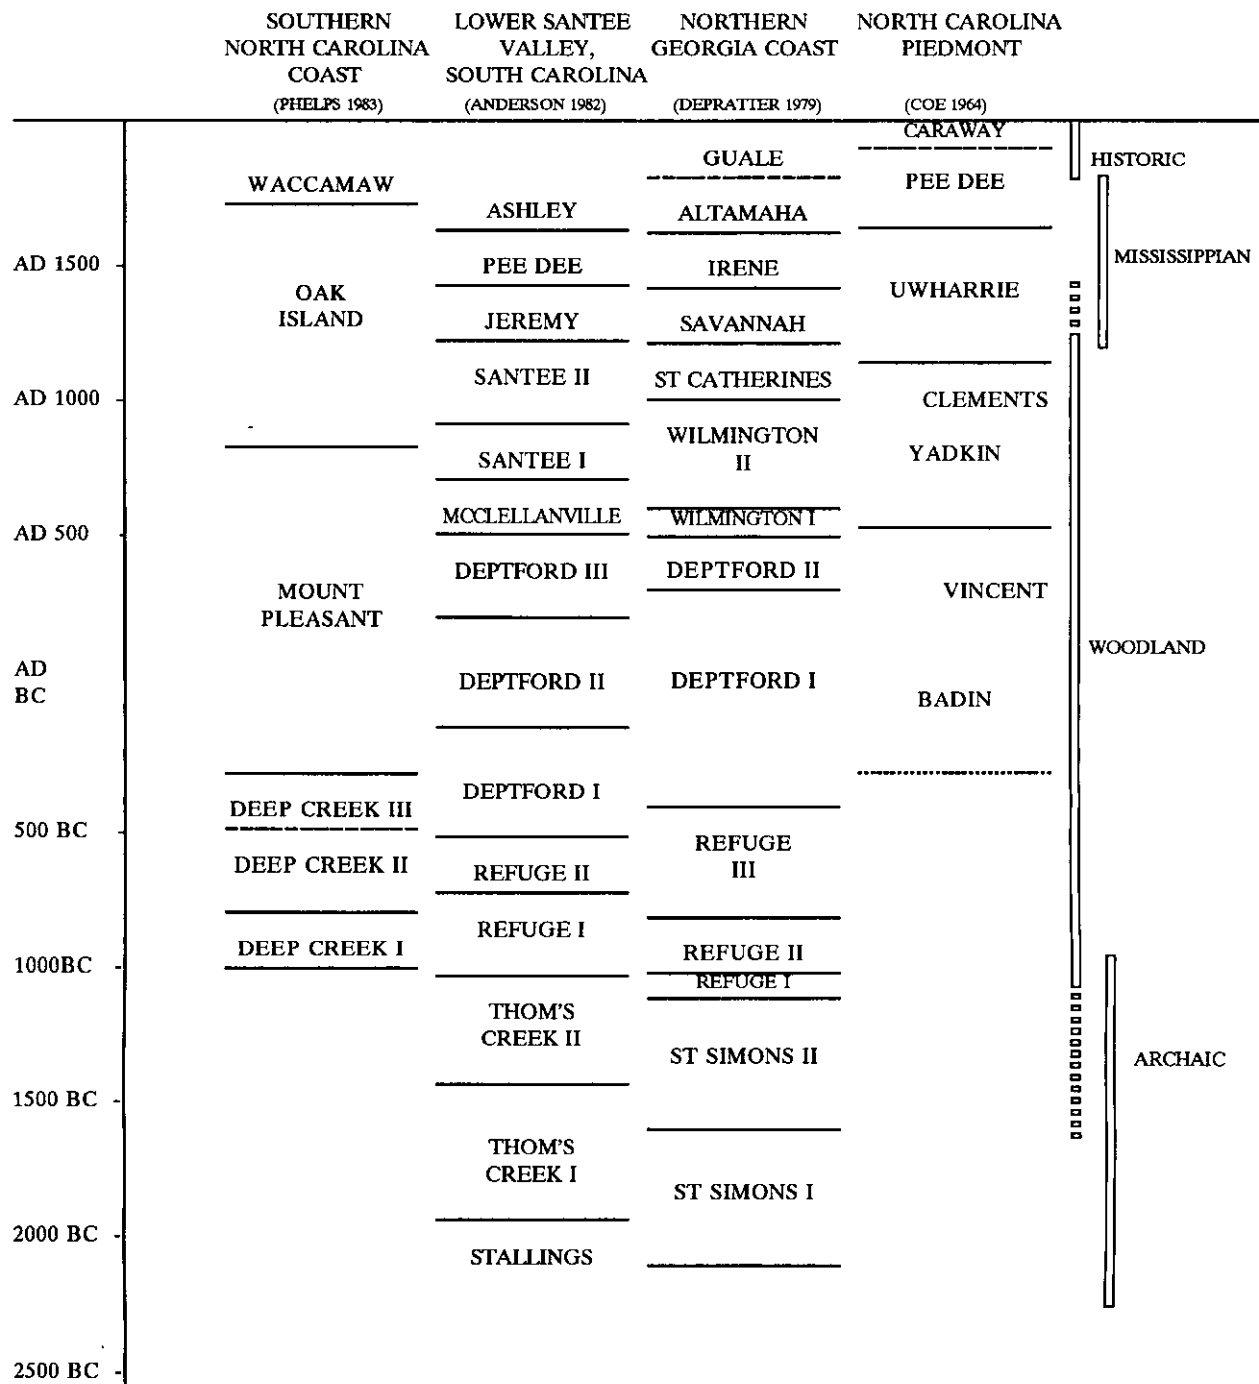 SOUTHERN
NORTH CAROLINA
COAST
(PHELPS 1983)
LOWER SANTEE
VALLEY,
SOUTH CAROLINA
(ANDERSON 1982)
NORTHERN
GEORGIA COAST
(DEPRATTER 1979)
NORTH CAROLINA
PIEDMONT
(COE 1964)
AD 1500
AD 1000
AD 500
AD
BC
500 BC
1000BC
1500 BC
2000 BC
2500 BC
WACCAMAW
OAK
ISLAND
MOUNT
PLEASANT
DEEP CREEK III
DEEP CREEK II
DEEP CREEK I
ASHLEY
PEE DEE
JEREMY
SANTEE II
SANTEE I
MCCLELLANVILLE
DEPTFORD III
DEPTFORD II
DEPTFORD I
REFUGE II
REFUGE I
THOM'S
CREEK II
THOM'S
CREEK I
STALLINGS
GUALE
ALTAMAHA
IRENE
SAVANNAH
ST CATHERINES
WILMINGTON
II
WILMINGTON I
DEPTFORD II
DEPTFORD I
REFUGE
III
REFUGE II
REFUGE I
ST SIMONS II
ST SIMONS I
CARAWAY
PEE DEE
UWHARRIE
CLEMENTS
YADKIN
VINCENT
BADIN
HISTORIC
MISSISSIPPIAN
WOODLAND
ARCHAIC